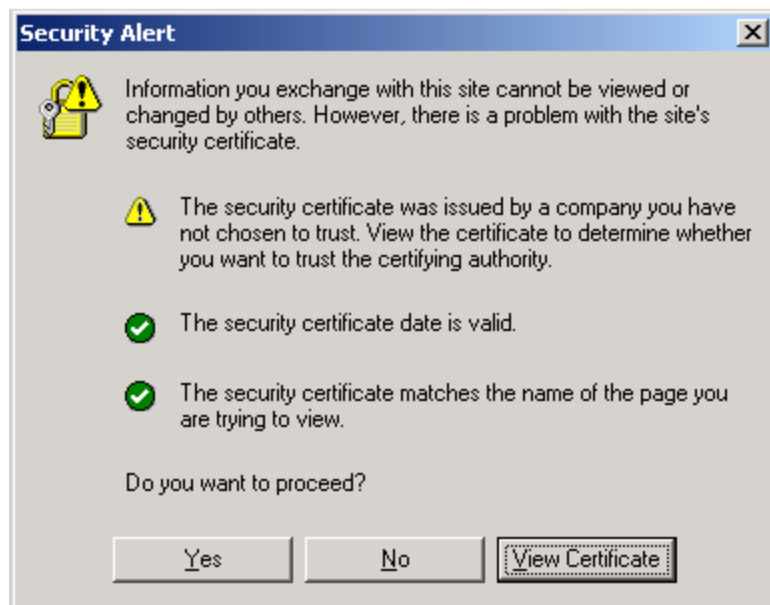 Security Alert
Information you exchange with this site cannot be viewed or
changed by others. However, there is a problem with the site's
security certificate.
The security certificate was issued by a company you have
not chosen to trust. View the certificate to determine whether
you want to trust the certifying authority.
The security certificate date is valid.
The security certificate matches the name of the page you
are trying to view.
Do you want to proceed?
Yes No View Certificate